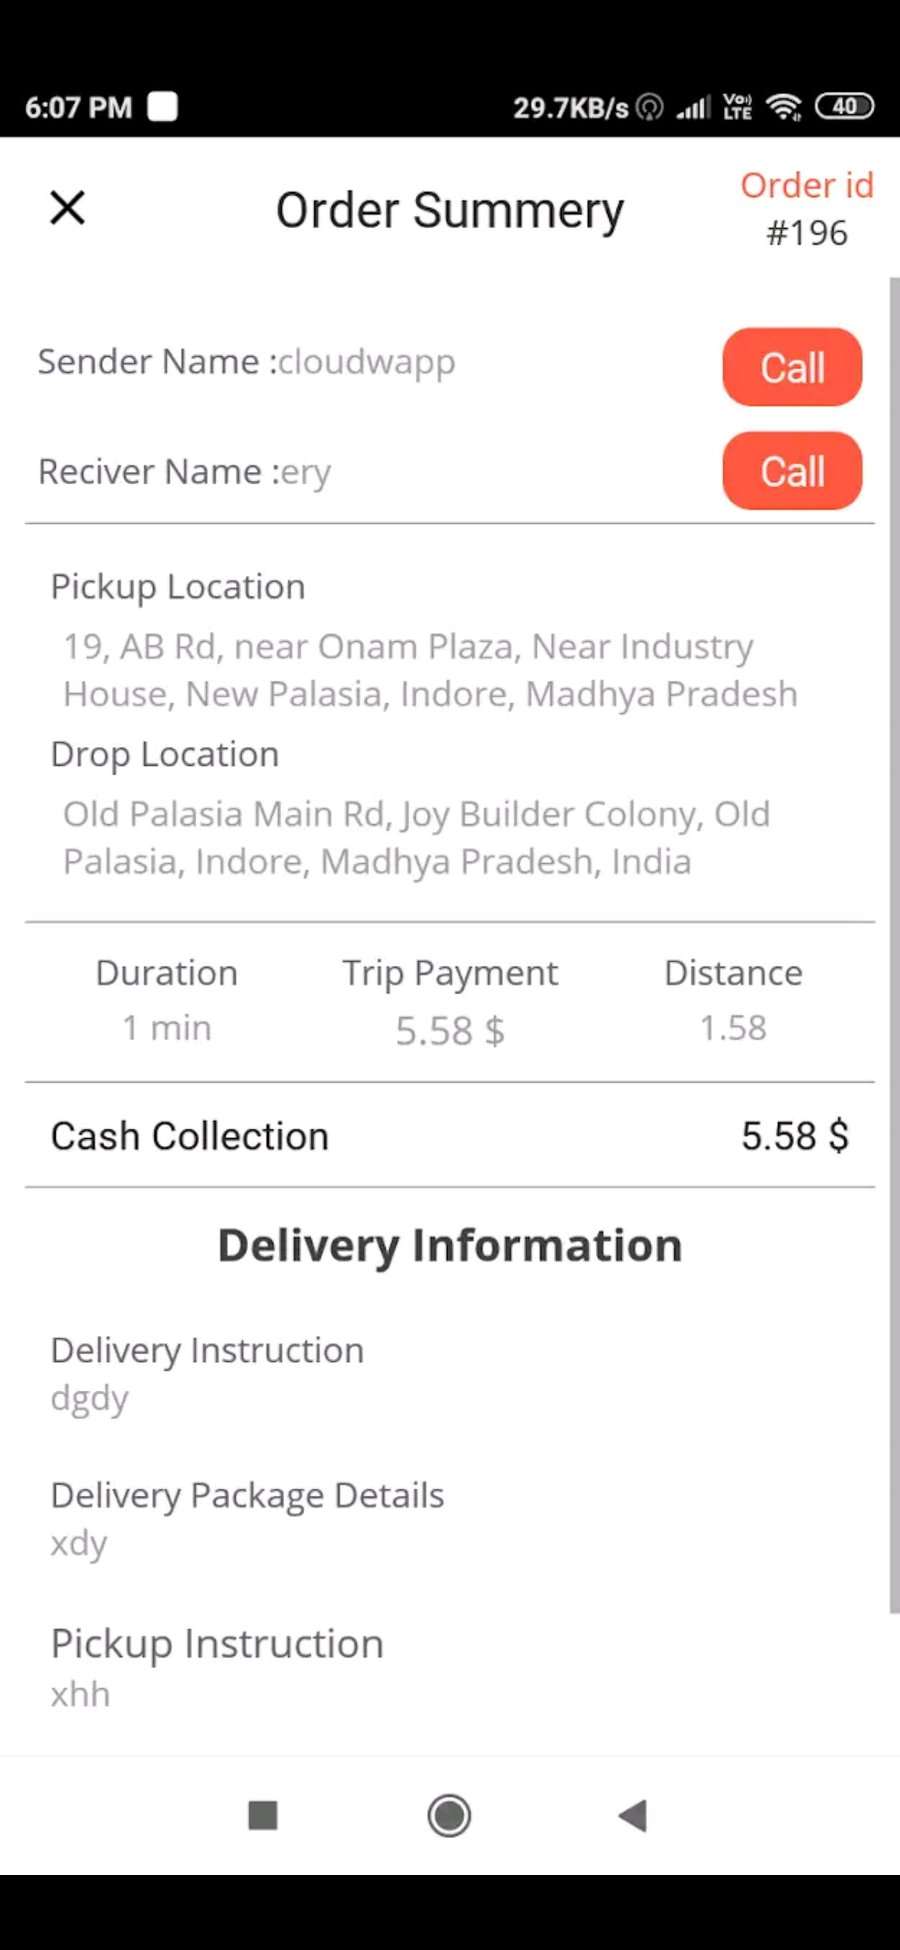 6:07 PM 29.7KB/s Vo) LTE 40
Order Summery
Order id
#196
Sender Name :cloudwapp
Call
Reciver Name :ery
Call
Pickup Location
19, AB Rd, near Onam Plaza, Near Industry
House, New Palasia, Indore, Madhya Pradesh
Drop Location
Old Palasia Main Rd, Joy Builder Colony, Old
Palasia, Indore, Madhya Pradesh, India
Duration Trip Payment Distance
1 min 5.58 $ 1.58
Cash Collection 5.58 $
Delivery Information
Delivery Instruction
dgdy
Delivery Package Details
xdy
Pickup Instruction
xhh